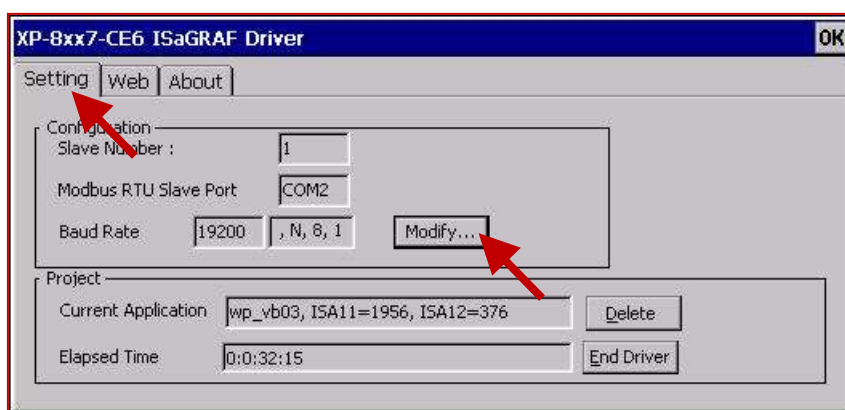 XP-8xx7-CE6 ISaGRAF Driver OK
Setting Web About
Configuration
Slave Number : 1
Modbus RTU Slave Port COM2
Baud Rate 19200 , N, 8, 1 Modify...
Project
Current Application wp_vb03, ISA11=1956, ISA12=376 Delete
Elapsed Time 0:0:32:15 End Driver